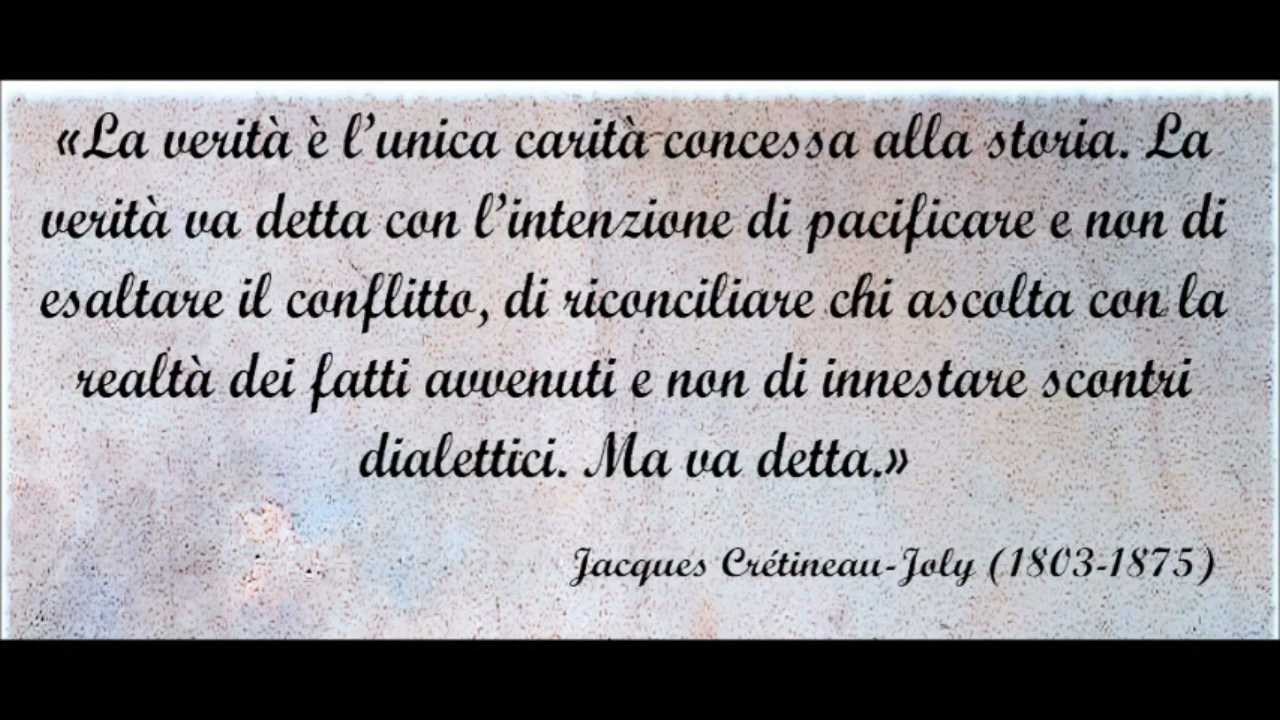 «La verità è l'unica carità concessa alla storia. La
verità va detta con l'intenzione di pacificare e non di
esaltare il conflitto, di riconciliare chi ascolta con la
realtà dei fatti avvenuti e non di innestare scontri
dialettici. Ma va detta.»
Jacques Crétineau-Joly (1803-1875)